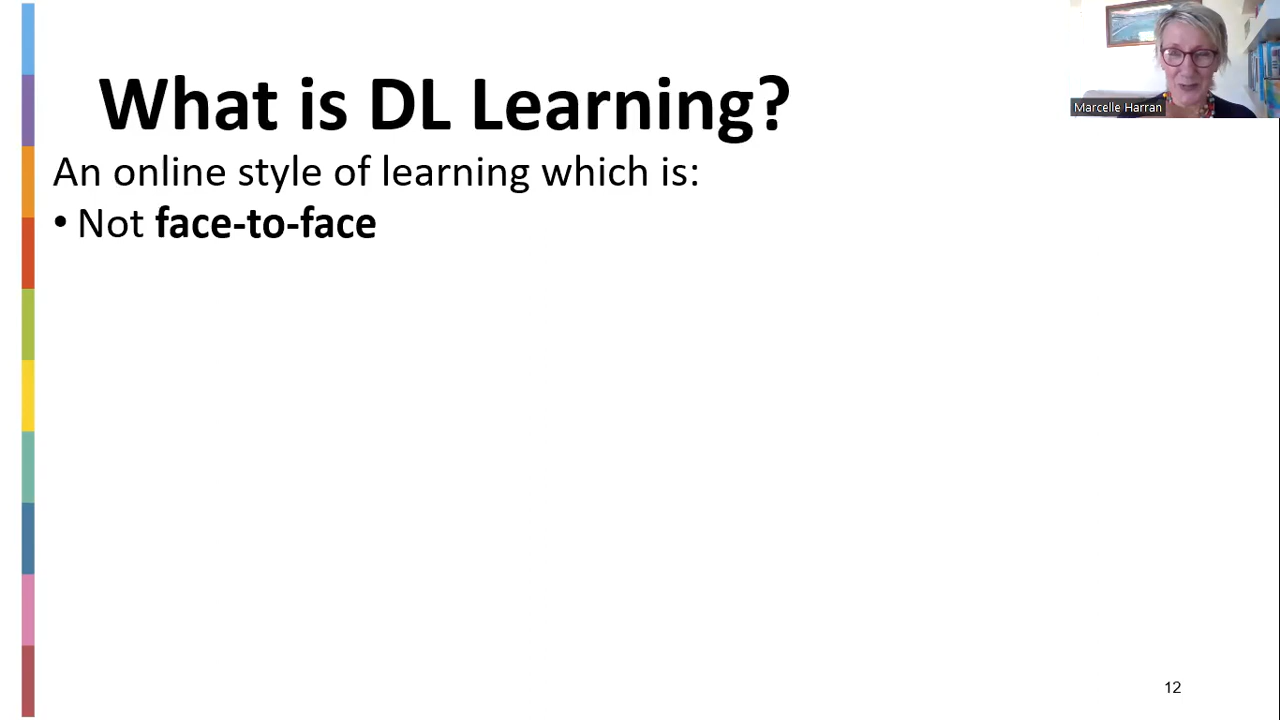 What is DL Learning?
An online style of learning which is:
• Not face-to-face
Marcelle Harran
12